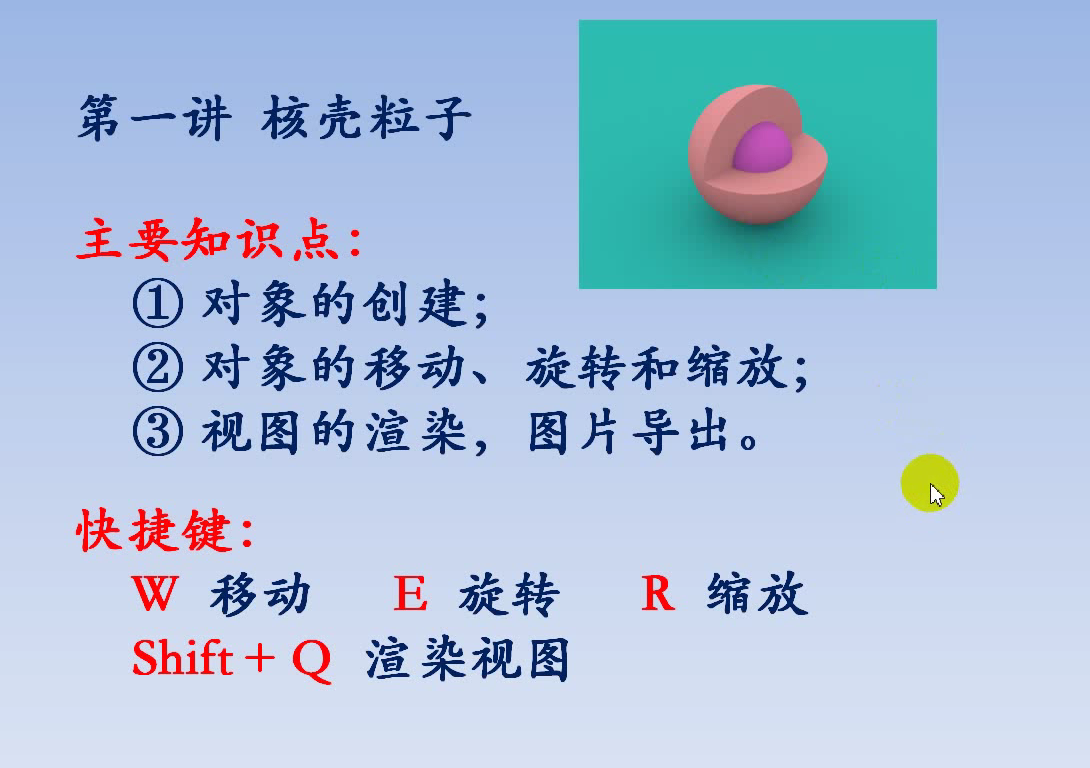 第一讲 核壳粒子
主要知识点：
① 对象的创建；
② 对象的移动、旋转和缩放；
③ 视图的渲染，图片导出。
快捷键：
W 移动 E 旋转 R 缩放
Shift + Q 渲染视图